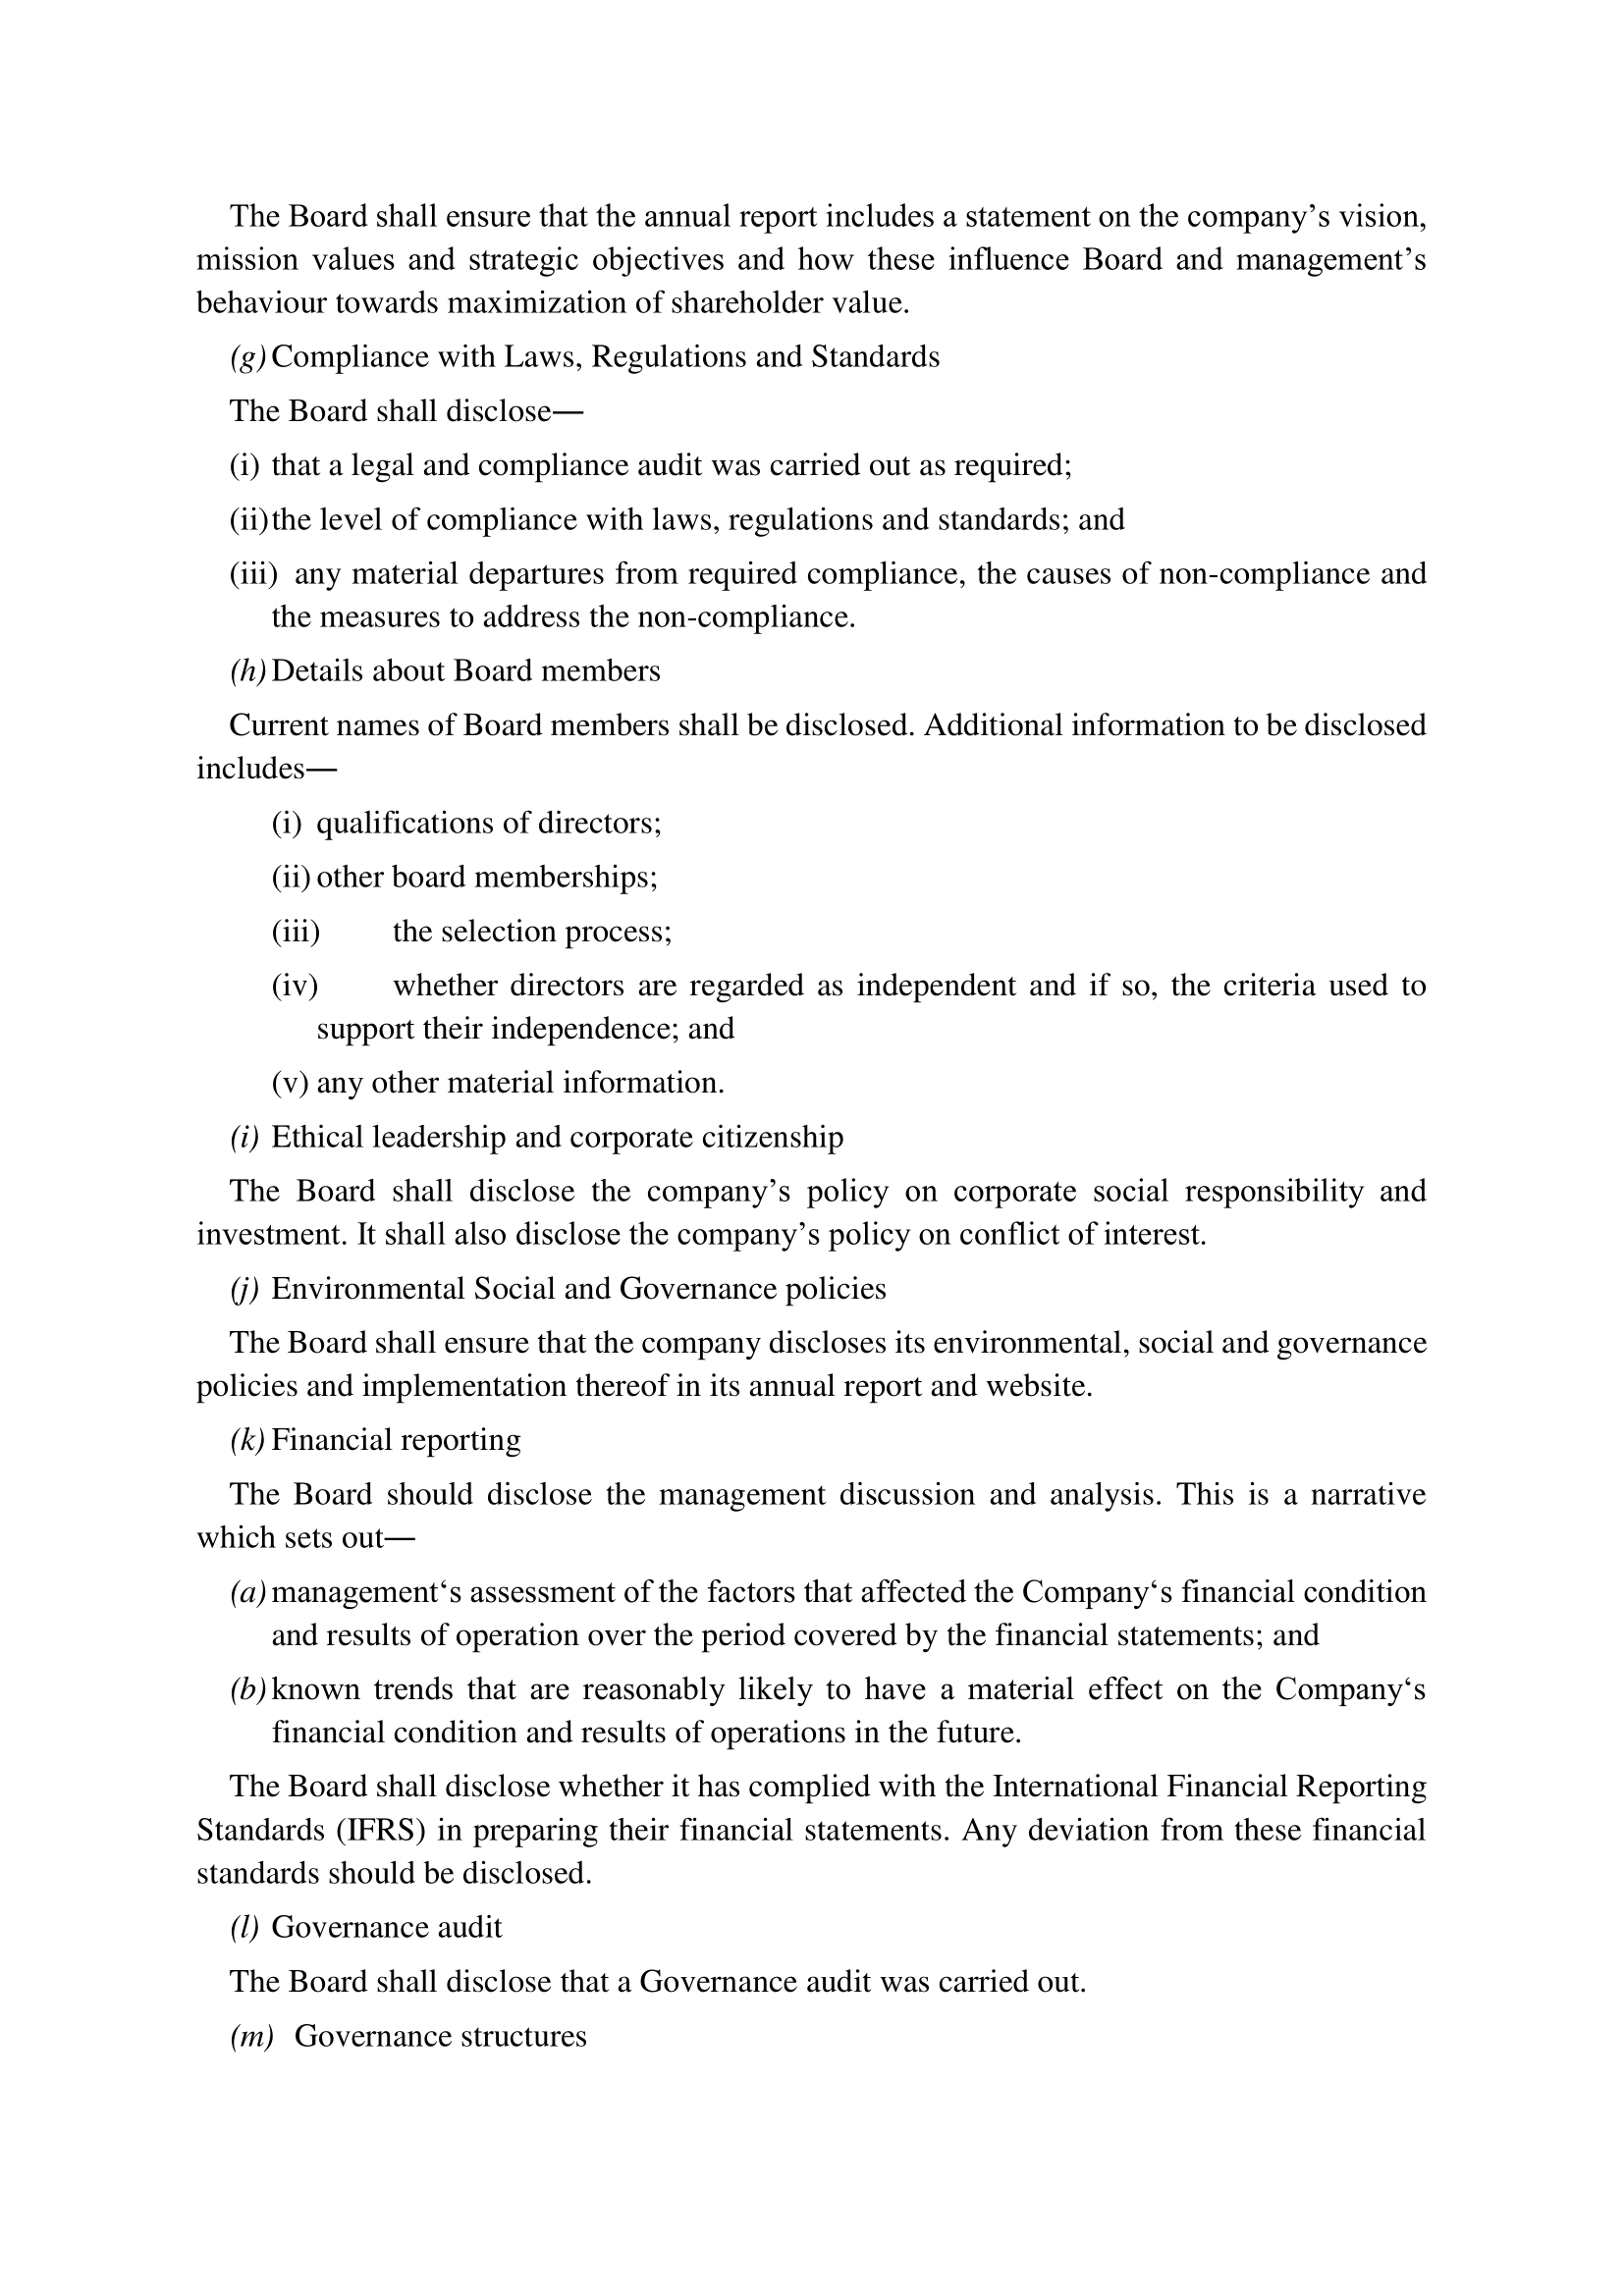 The Board shall ensure that the annual report includes a statement on the company’s vision,
mission values and strategic objectives and how these influence Board and management’s
behaviour towards maximization of shareholder value.
(g) Compliance with Laws, Regulations and Standards
The Board shall disclose—
(i) that a legal and compliance audit was carried out as required;
(ii) the level of compliance with laws, regulations and standards; and
(iii) any material departures from required compliance, the causes of non-compliance and
the measures to address the non-compliance.
(h) Details about Board members
Current names of Board members shall be disclosed. Additional information to be disclosed
includes—
(i) qualifications of directors;
(ii) other board memberships;
(iii) the selection process;
(iv) whether directors are regarded as independent and if so, the criteria used to
support their independence; and
(v) any other material information.
(i) Ethical leadership and corporate citizenship
The Board shall disclose the company’s policy on corporate social responsibility and
investment. It shall also disclose the company’s policy on conflict of interest.
(j) Environmental Social and Governance policies
The Board shall ensure that the company discloses its environmental, social and governance
policies and implementation thereof in its annual report and website.
(k) Financial reporting
The Board should disclose the management discussion and analysis. This is a narrative
which sets out—
(a) management‘s assessment of the factors that affected the Company‘s financial condition
and results of operation over the period covered by the financial statements; and
(b) known trends that are reasonably likely to have a material effect on the Company‘s
financial condition and results of operations in the future.
The Board shall disclose whether it has complied with the International Financial Reporting
Standards (IFRS) in preparing their financial statements. Any deviation from these financial
standards should be disclosed.
(l) Governance audit
The Board shall disclose that a Governance audit was carried out.
(m) Governance structures